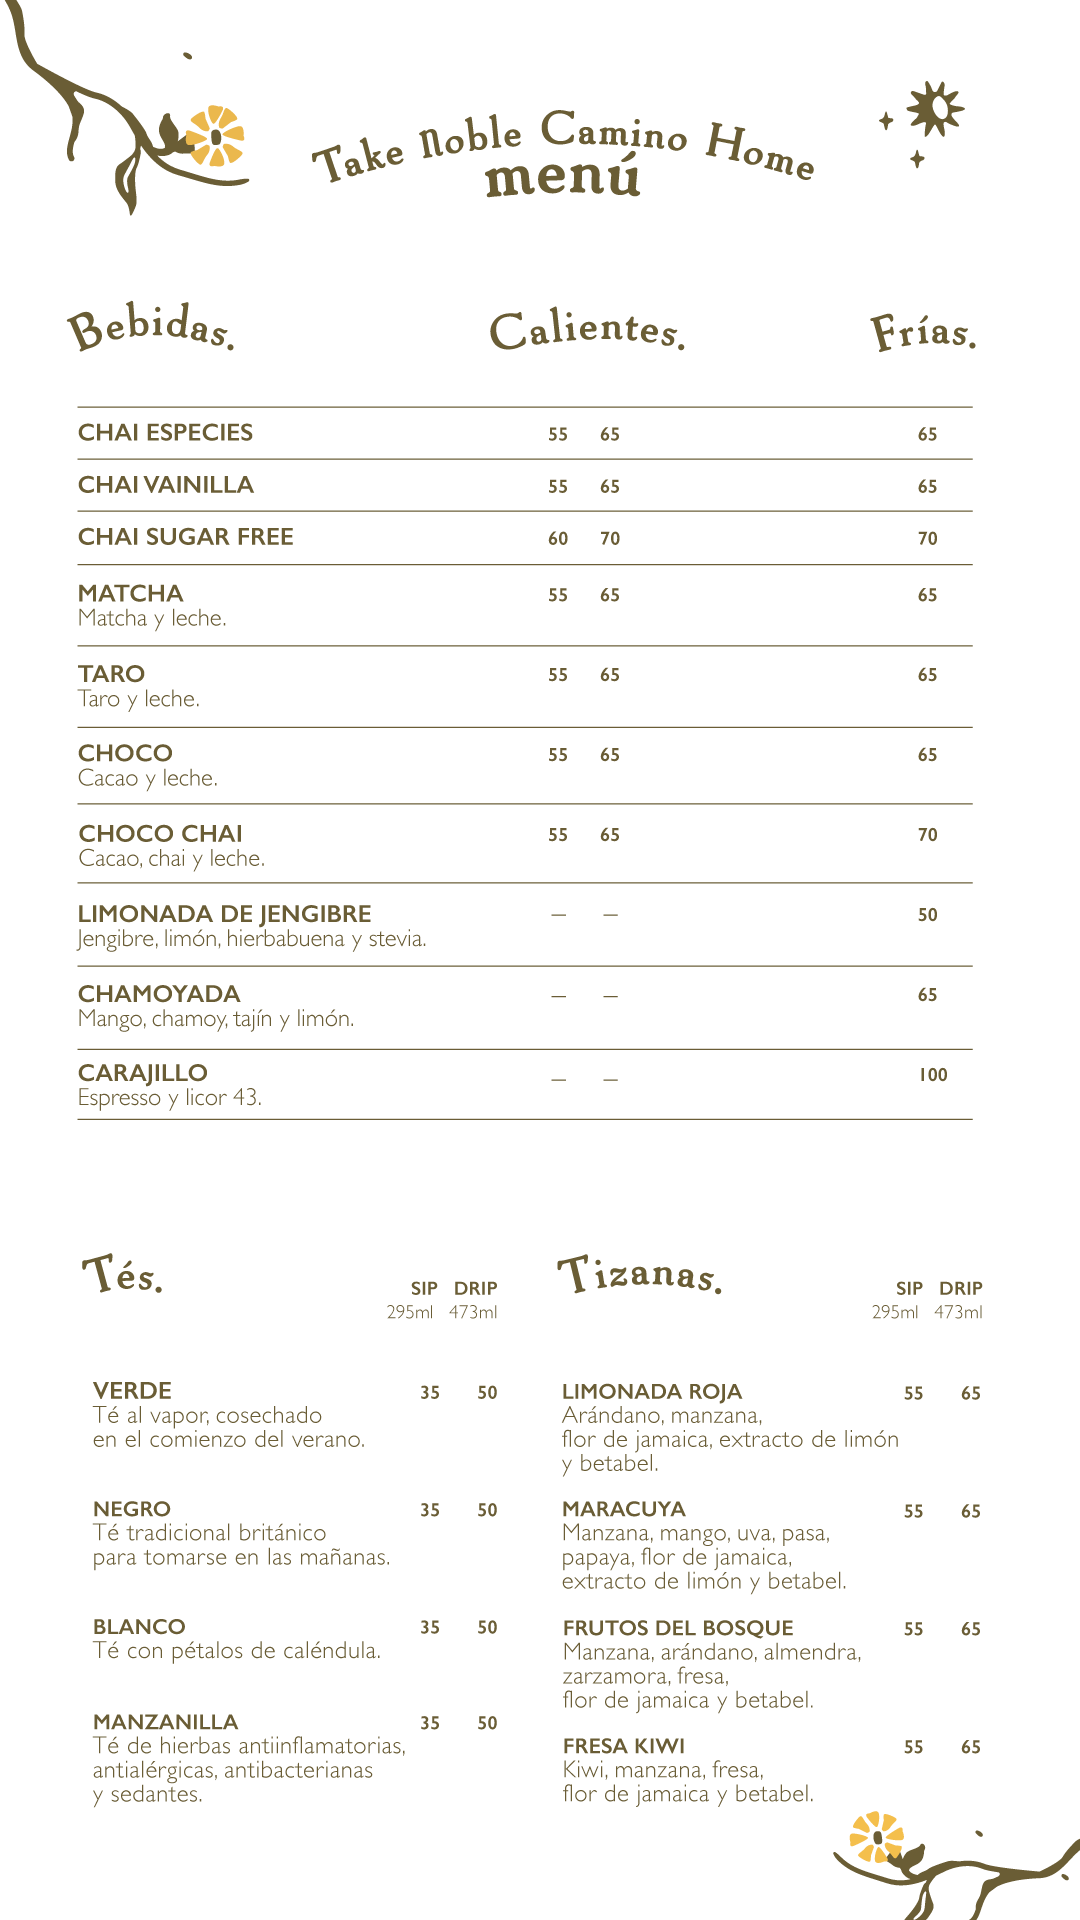 Take Noble Camino Home
menú
Bebidas. Calientes. Frías.
CHAI ESPECIES 55 65 65
CHAI VAINILLA 55 65 65
CHAI SUGAR FREE 60 70 70
MATCHA 55 65 65
Matcha y leche.
TARO 55 65 65
Taro y leche.
CHOCO 55 65 65
Cacao y leche.
CHOCO CHAI 55 65 70
Cacao, chai y leche.
LIMONADA DE JENGIBRE – – 50
Jengibre, limón, hierbabuena y stevia.
CHAMOYADA – – 65
Mango, chamoy, tajín y limón.
CARAJILLO – – 100
Espresso y licor 43.
Tés. SIP DRIP
295ml 473ml
VERDE 35 50
Té al vapor, cosechado
en el comienzo del verano.
NEGRO 35 50
Té tradicional británico
para tomarse en las mañanas.
BLANCO 35 50
Té con pétalos de caléndula.
MANZANILLA 35 50
Té de hierbas antiinflamatorias,
antialérgicas, antibacterianas
y sedantes.
Tizanas. SIP DRIP
295ml 473ml
LIMONADA ROJA 55 65
Arándano, manzana,
flor de jamaica, extracto de limón
y betabel.
MARACUYA 55 65
Manzana, mango, uva, pasa,
papaya, flor de jamaica,
extracto de limón y betabel.
FRUTOS DEL BOSQUE 55 65
Manzana, arándano, almendra,
zarzamora, fresa,
flor de jamaica y betabel.
FRESA KIWI 55 65
Kiwi, manzana, fresa,
flor de jamaica y betabel.